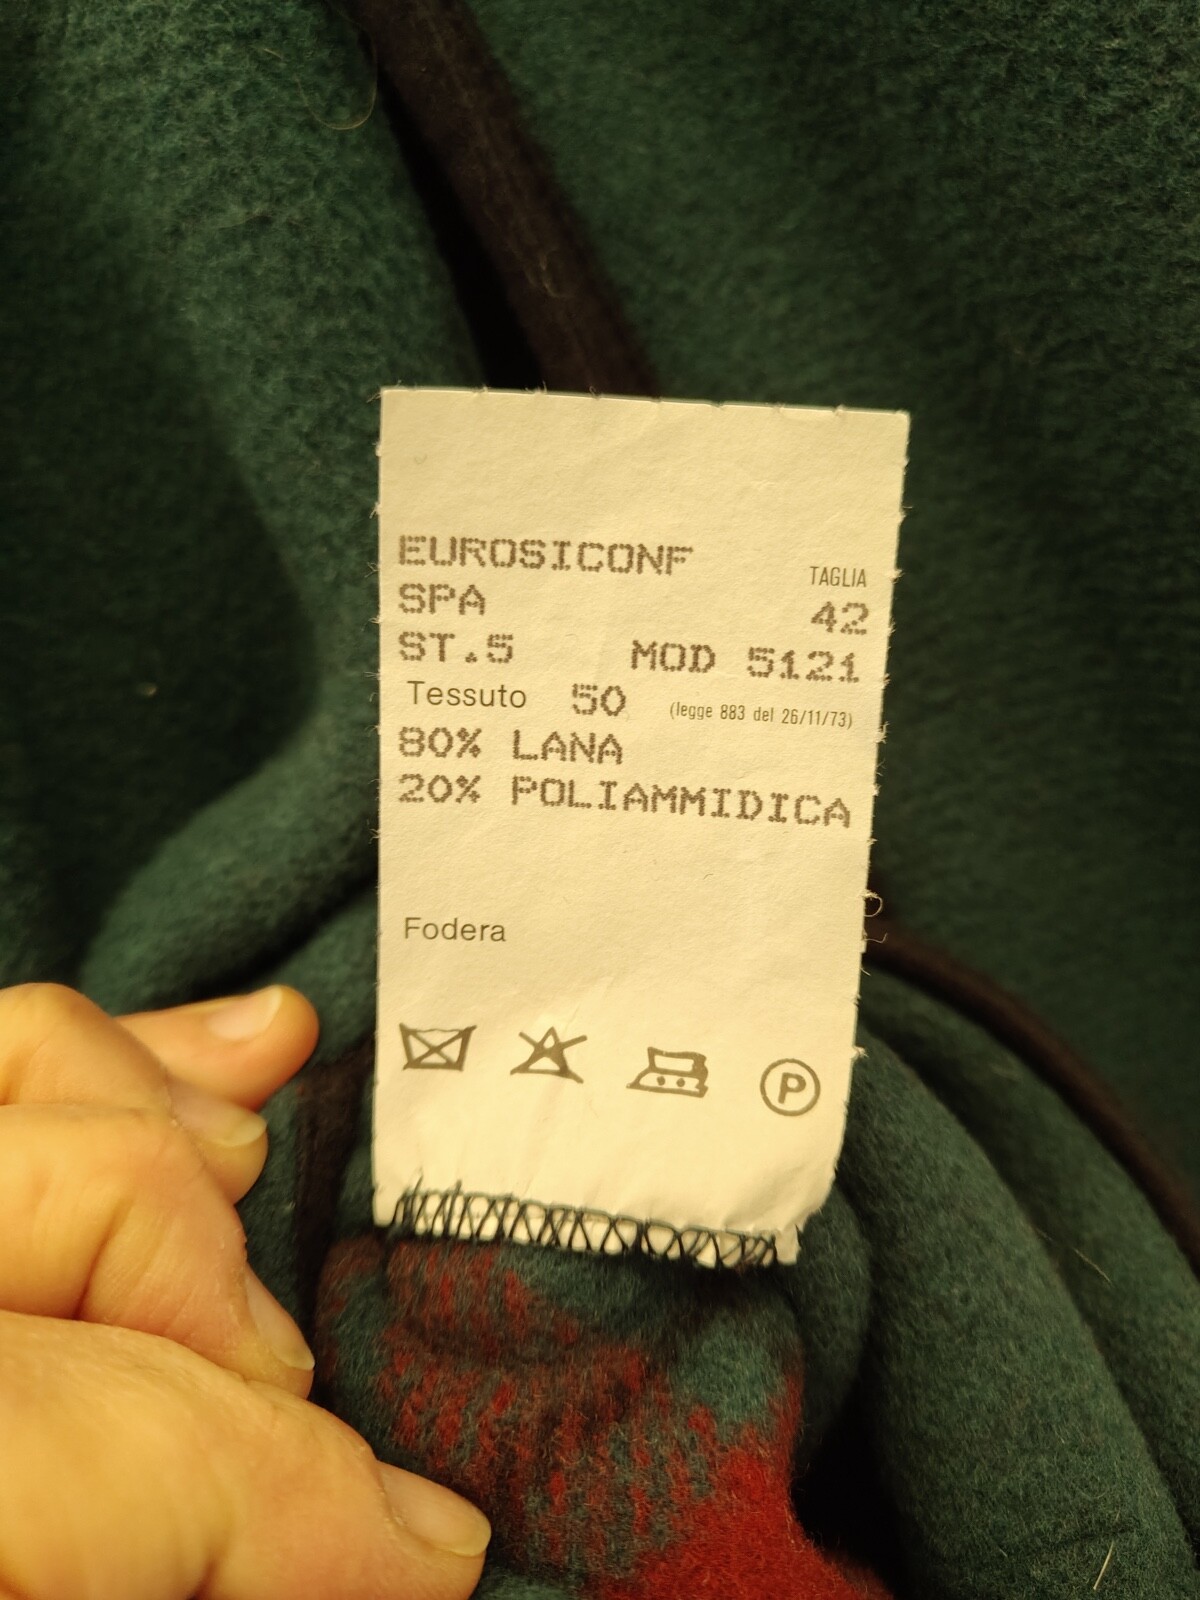 EUROSICONF
TAGLIA
SPA 42
ST.5 MOD 5121
Tessuto 50 (legge 883 del 26/11/73)
80% LANA
20% POLIAMMIDICA
Fodera
P